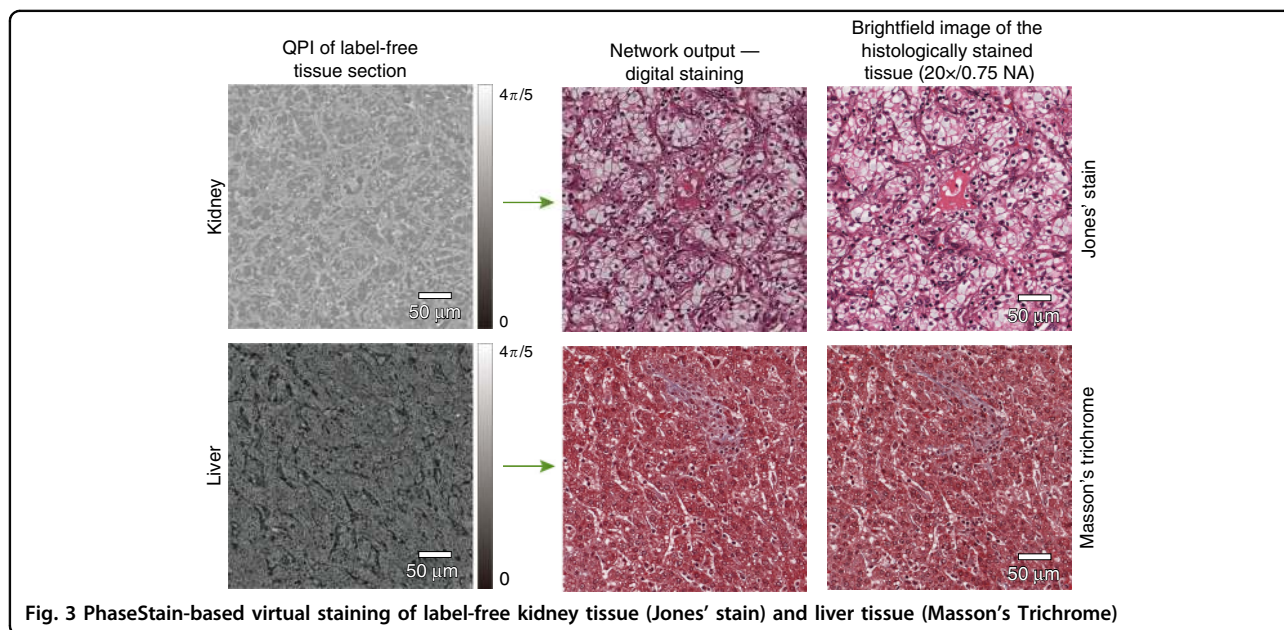 QPI of label-free
tissue section
Network output —
digital staining
Brightfield image of the
histologically stained
tissue (20×/0.75 NA)
Kidney
4π/5
0
50 μm
50 μm
Jones' stain
Liver
4π/5
0
50 μm
50 μm
Masson's trichrome
Fig. 3 PhaseStain-based virtual staining of label-free kidney tissue (Jones' stain) and liver tissue (Masson's Trichrome)